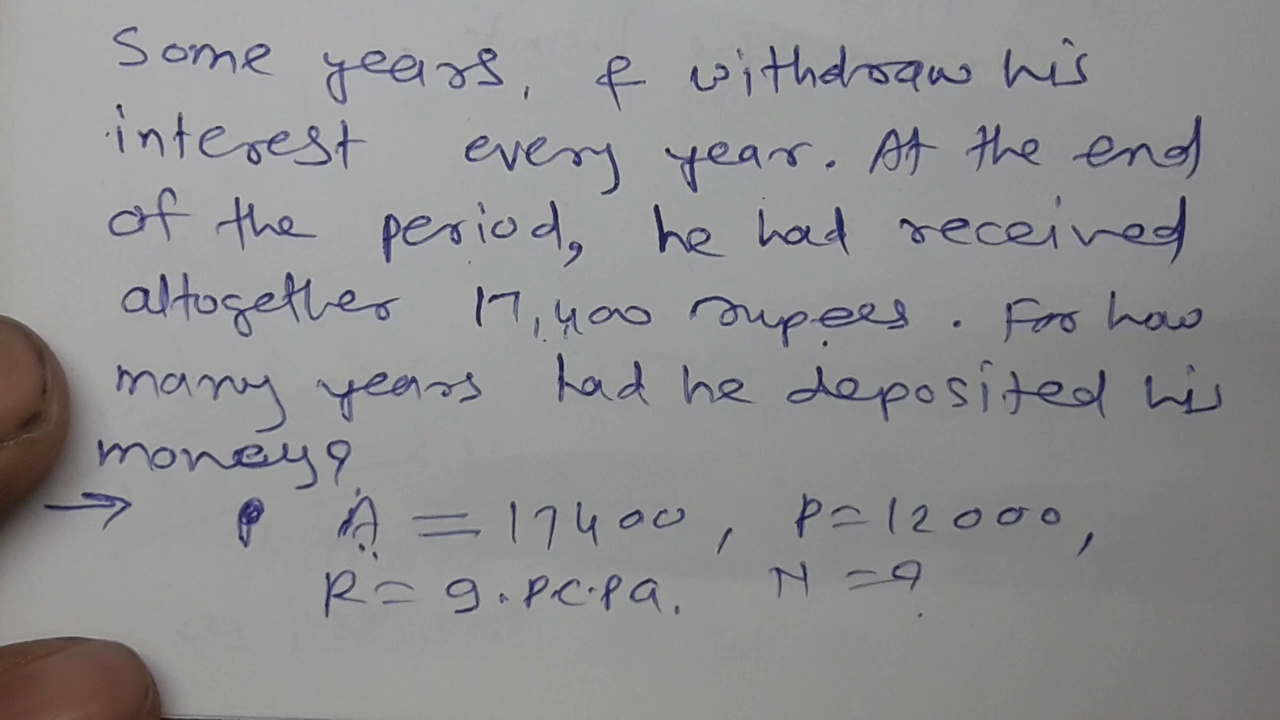 Some years, & withdraw his
interest every year. At the end
of the period, he had received
altogether 17,400 rupees. For how
many years had he deposited his
money?
→ A = 17400, P=12000,
R= 9.P.C.P.a. N =?